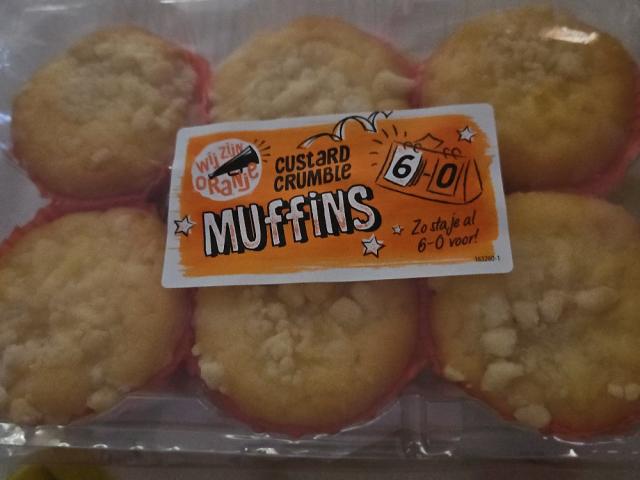 Wij zijn
Oranje
Custard
Crumble
Muffins
6-0
Zo sta je al
6-0 voor!
163260-1